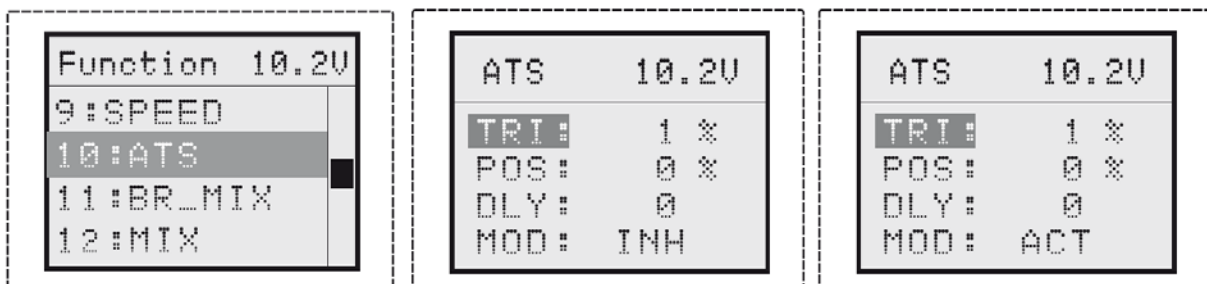 Function 10.2V
9:SPEED
10:ATS
11:BR_MIX
12:MIX
ATS 10.2V
TRI: 1 %
POS: 0 %
DLY: 0
MOD: INH
ATS 10.2V
TRI: 1 %
POS: 0 %
DLY: 0
MOD: ACT